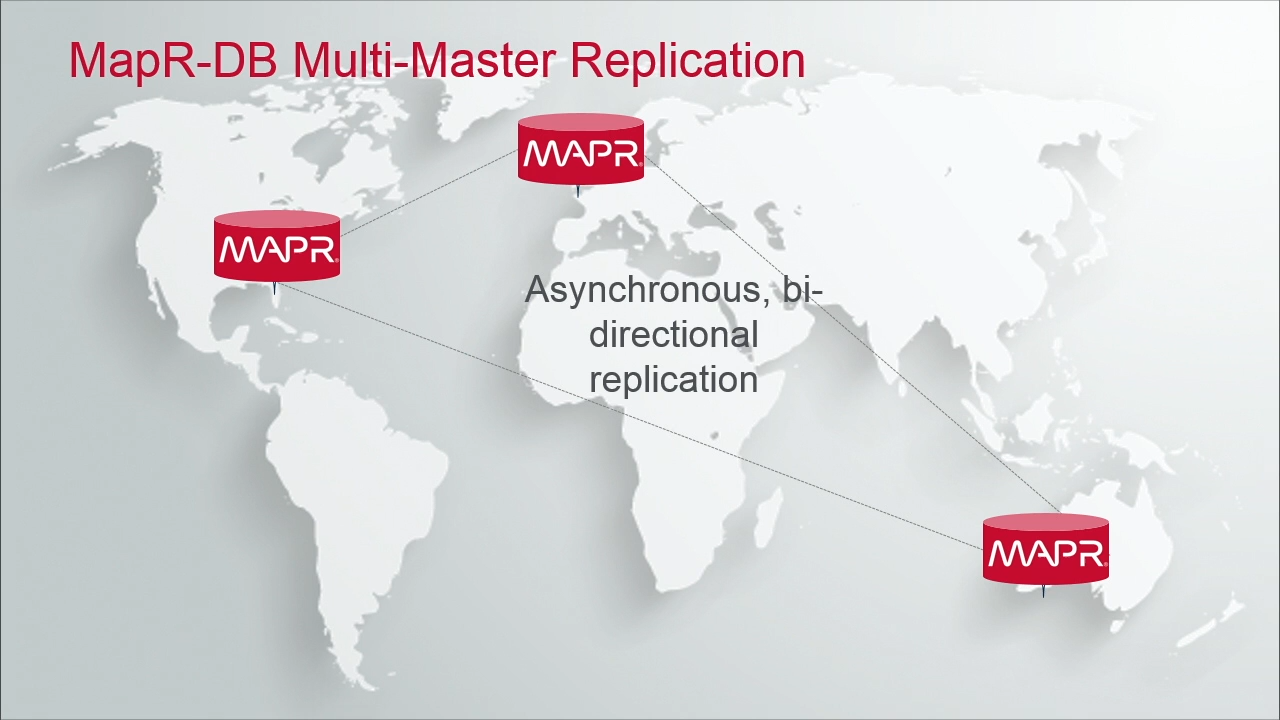 MapR-DB Multi-Master Replication
MAPR®
MAPR®
Asynchronous, bi-
directional
replication
MAPR®